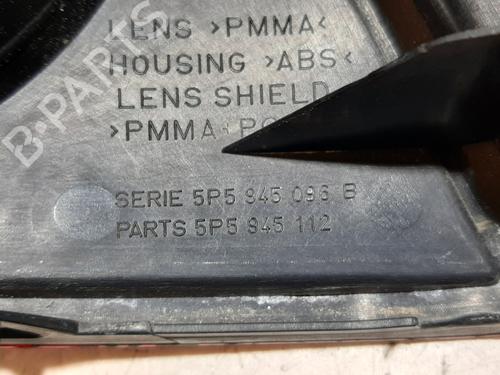 LENS >PMMA<
HOUSING >ABS<
LENS SHIELD
>PMMA
SERIE 5P5 945 096 B
PARTS 5P5 945 112
B-PARTS